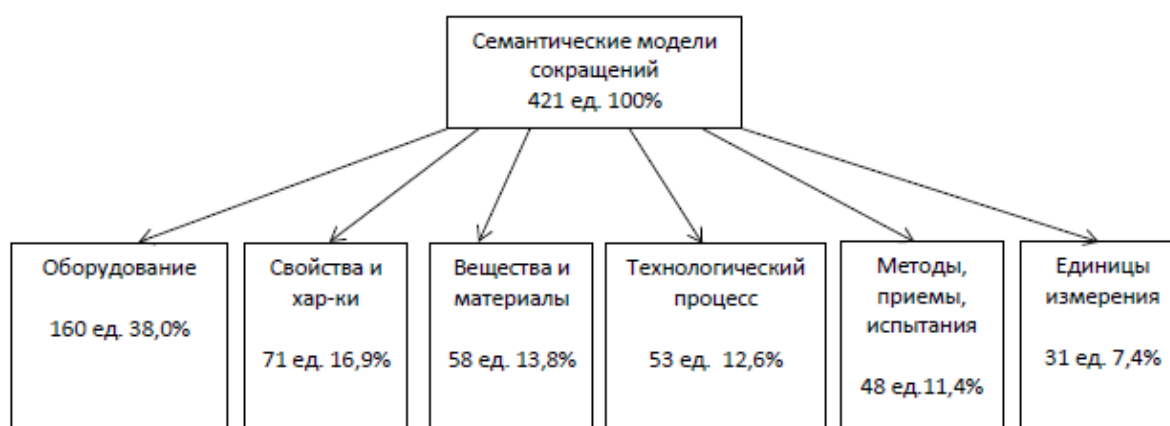 Семантические модели
сокращений
421 ед. 100%
Оборудование
160 ед. 38,0%
Свойства и
хар-ки
71 ед. 16,9%
Вещества и
материалы
58 ед. 13,8%
Технологический
процесс
53 ед.  12,6%
Методы,
приемы,
испытания
48 ед.11,4%
Единицы
измерения
31 ед. 7,4%